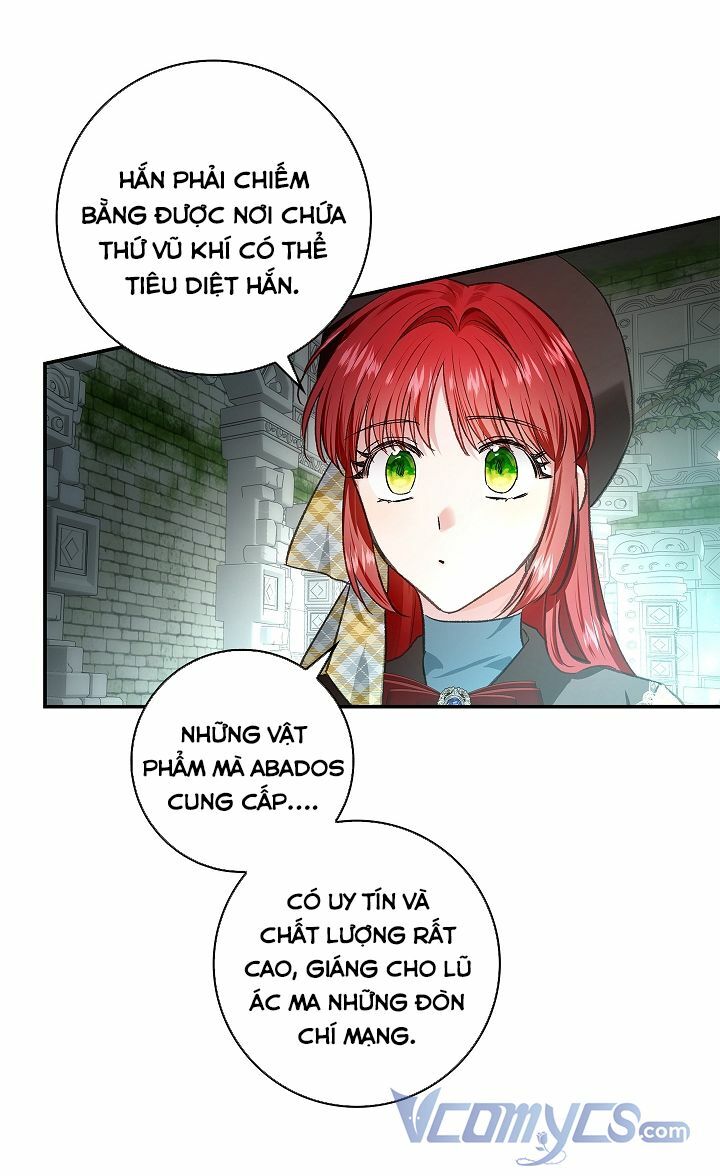 HẮN PHẢI CHIẾM
BẰNG ĐƯỢC NƠI CHỨA
THỨ VŨ KHÍ CÓ THỂ
TIÊU DIỆT HẮN.
NHỮNG VẬT
PHẨM MÀ ABADOS
CUNG CẤP....
CÓ UY TÍN VÀ
CHẤT LƯỢNG RẤT
CAO, GIÁNG CHO LŨ
ÁC MA NHỮNG ĐÒN
CHÍ MẠNG.
VCOMYCS.com